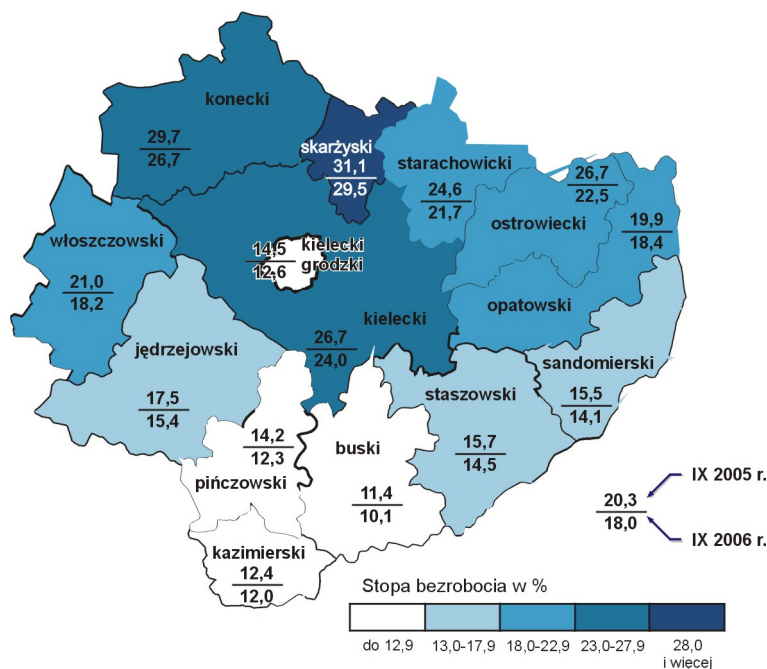 konecki
29,7
26,7
skarżyski
31,1
29,5
starachowicki
24,6
21,7
26,7
22,5
ostrowiecki
19,9
18,4
włoszczowski
21,0
18,2
14,5
12,6
kielecki
gródzki
opatowski
kielecki
26,7
24,0
jędrzejowski
17,5
15,4
sandomierski
15,5
14,1
staszowski
15,7
14,5
14,2
12,3
pińczowski
buski
11,4
10,1
20,3
18,0
IX 2005 r.
IX 2006 r.
kazimierski
12,4
12,0
Stopa bezrobocia w %
do 12,9
13,0-17,9
18,0-22,9
23,0-27,9
28,0
i więcej